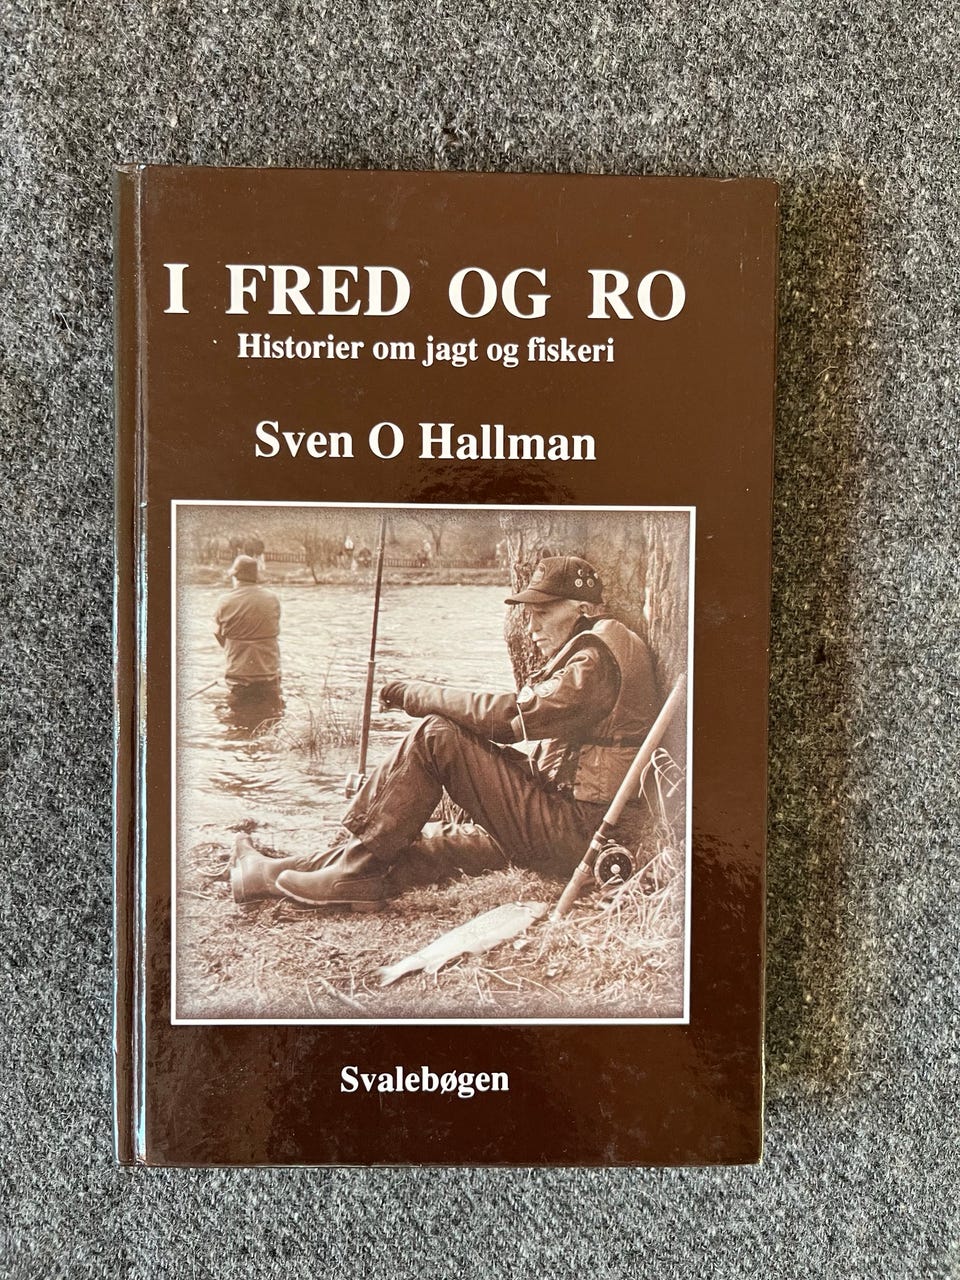 I FRED OG RO
Historier om jagt og fiskeri
Sven O Hallman
Svalebøgen